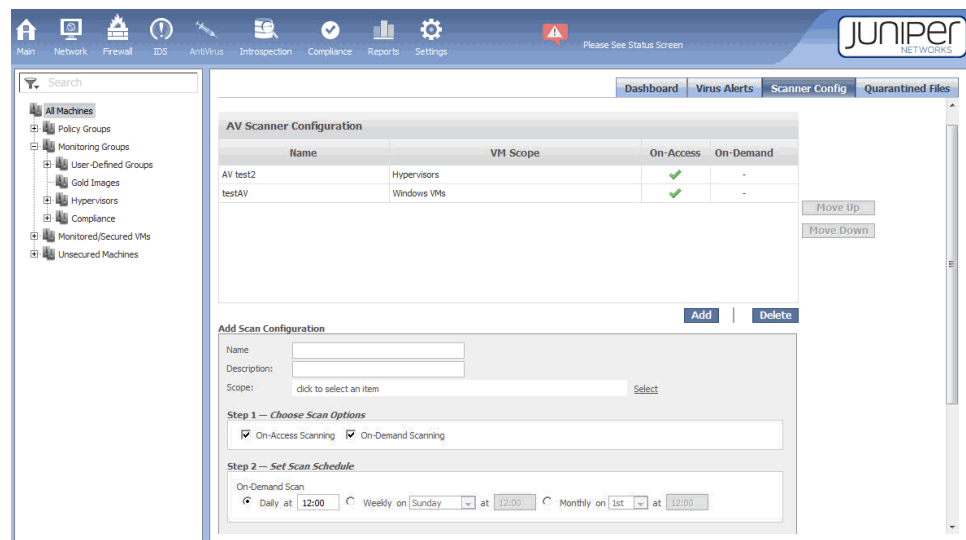 Main Network Firewall IDS AntiVirus Introspection Compliance Reports Settings
Please See Status Screen
JUNIPER
NETWORKS
Search
All Machines
Policy Groups
Monitoring Groups
User-Defined Groups
Gold Images
Hypervisors
Compliance
Monitored/Secured VMs
Unsecured Machines
Dashboard Virus Alerts Scanner Config Quarantined Files
AV Scanner Configuration
Name VM Scope On-Access On-Demand
AV test2 Hypervisors -
testAV Windows VMs -
Move Up
Move Down
Add | Delete
Add Scan Configuration
Name
Description:
Scope: click to select an item Select
Step 1 — Choose Scan Options
On-Access Scanning On-Demand Scanning
Step 2 — Set Scan Schedule
On-Demand Scan
Daily at 12:00 Weekly on Sunday at 12:00 Monthly on 1st at 12:00